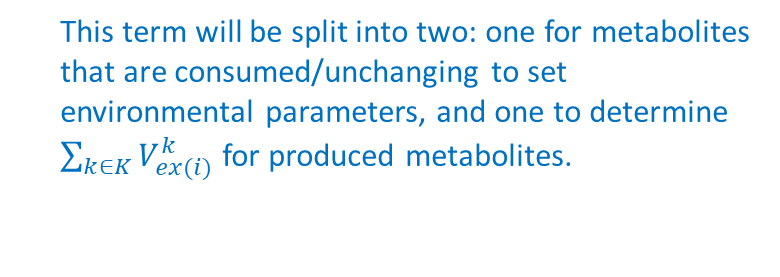 This term will be split into two: one for metabolites
that are consumed/unchanging to set
environmental parameters, and one to determine
∑_{k∈K} V^{k}_{ex(i)} for produced metabolites.